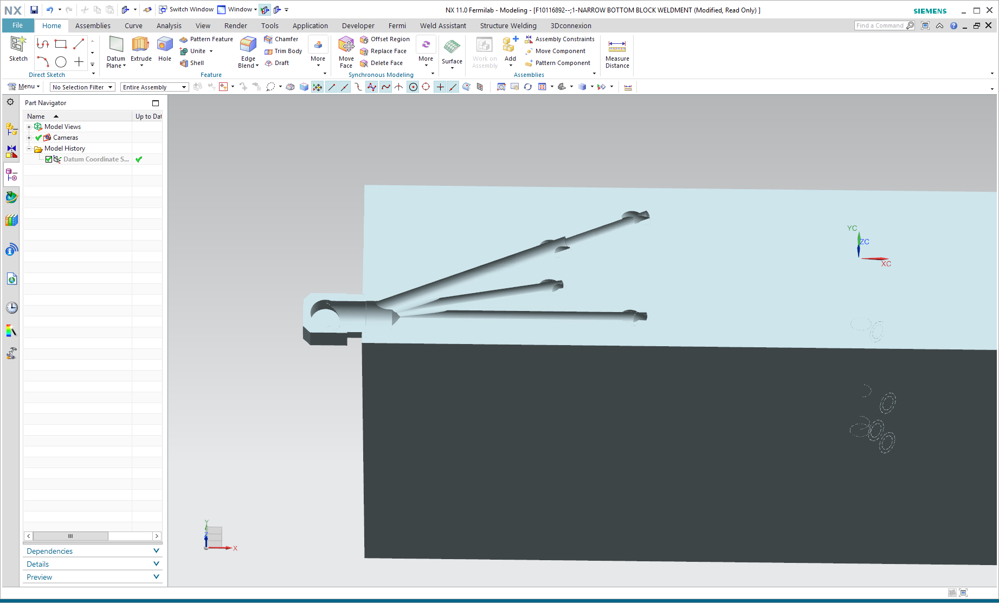 NX Switch Window Window NX 11.0 Fermilab - Modeling - [F10116892--;1-NARROW BOTTOM BLOCK WELDMENT (Modified, Read Only) ] SIEMENS
File Home Assemblies Curve Analysis View Render Tools Application Developer Fermi Weld Assistant Structure Welding 3Dconnexion Find a Command
Sketch
Direct Sketch
Datum Plane
Extrude
Hole
Pattern Feature
Unite
Shell
Edge Blend
Chamfer
Trim Body
Draft
More
Feature
Move Face
Offset Region
Replace Face
Delete Face
More
Synchronous Modeling
Surface
Work on Assembly
Add
Assembly Constraints
Move Component
Pattern Component
Assemblies
Measure Distance
Menu No Selection Filter Entire Assembly
Part Navigator
Name Up to Dat
Model Views
Cameras
Model History
Datum Coordinate S...
YC
ZC
XC
Y
Z
X
Dependencies
Details
Preview